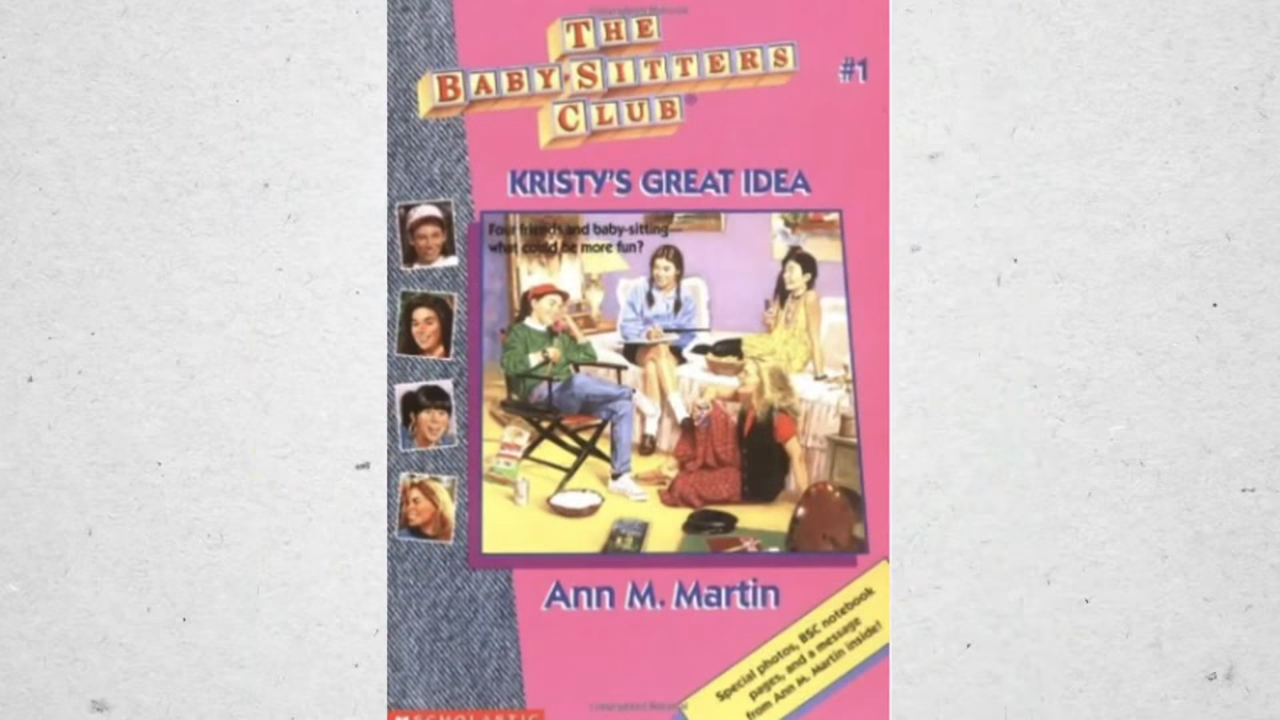 THE
BABY-SITTERS
CLUB®
#1
KRISTY'S GREAT IDEA
Four friends and baby-sitting—
what could be more fun?
Ann M. Martin
Special photos, BSC notebook
pages, and a message
from Ann M. Martin inside!
SCHOLASTIC